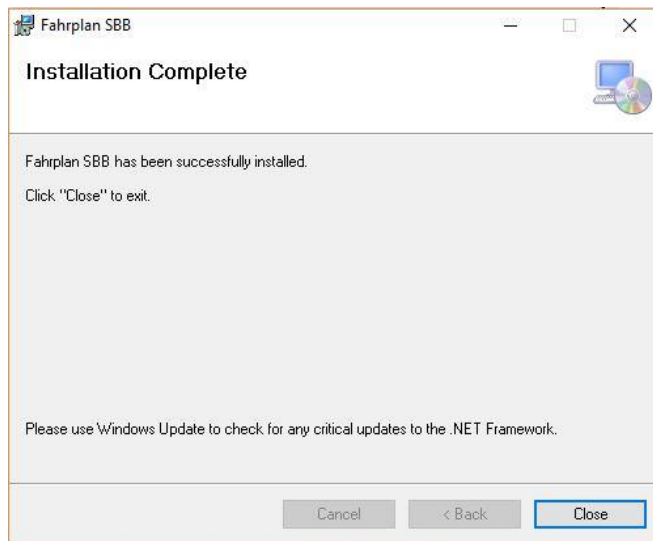 Fahrplan SBB
Installation Complete
Fahrplan SBB has been successfully installed.
Click "Close" to exit.
Please use Windows Update to check for any critical updates to the .NET Framework.
Cancel
< Back
Close